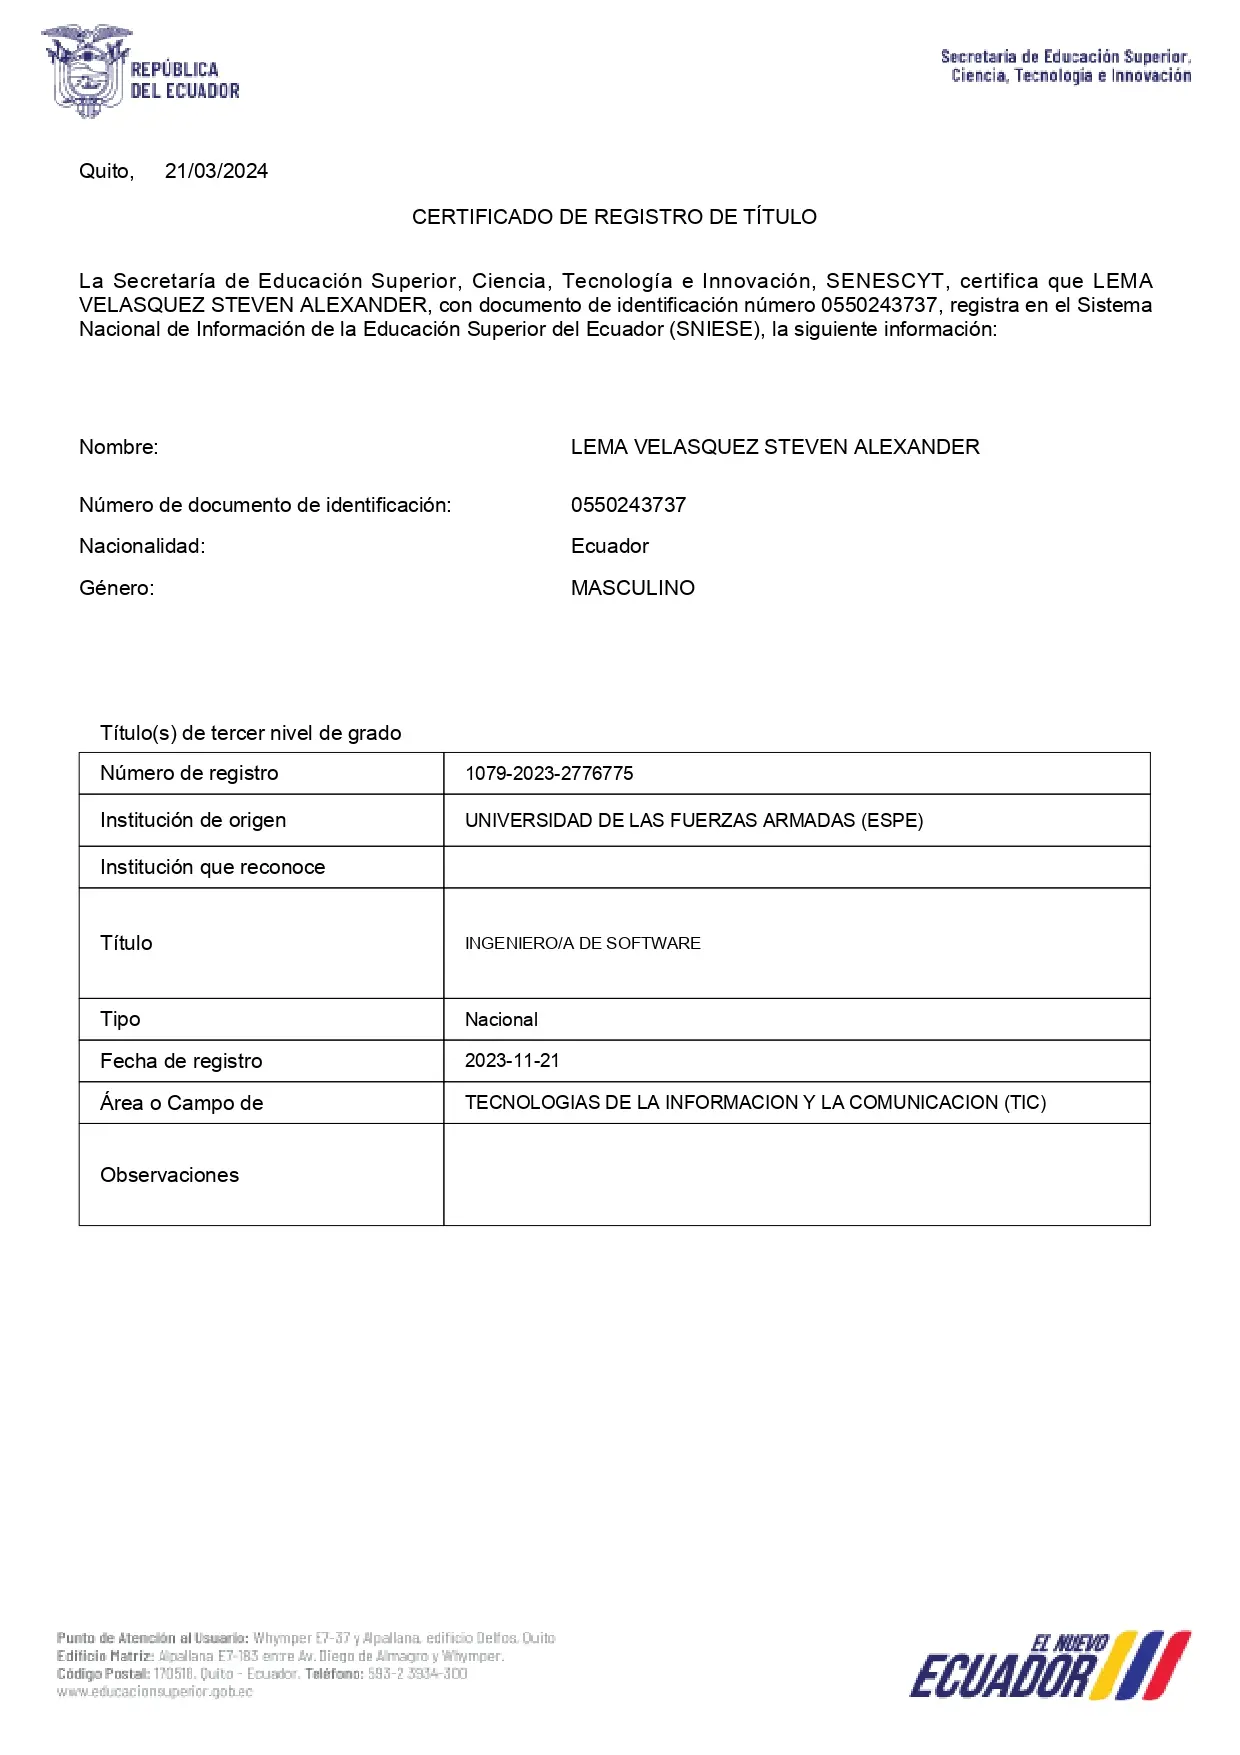 REPÚBLICA
DEL ECUADOR
Secretaría de Educación Superior,
Ciencia, Tecnología e Innovación
Quito, 21/03/2024
CERTIFICADO DE REGISTRO DE TÍTULO
La Secretaría de Educación Superior, Ciencia, Tecnología e Innovación, SENESCYT, certifica que LEMA
VELASQUEZ STEVEN ALEXANDER, con documento de identificación número 0550243737, registra en el Sistema
Nacional de Información de la Educación Superior del Ecuador (SNIESE), la siguiente información:
Nombre: LEMA VELASQUEZ STEVEN ALEXANDER
Número de documento de identificación: 0550243737
Nacionalidad: Ecuador
Género: MASCULINO
Título(s) de tercer nivel de grado
Número de registro 1079-2023-2776775
Institución de origen UNIVERSIDAD DE LAS FUERZAS ARMADAS (ESPE)
Institución que reconoce
Título INGENIERO/A DE SOFTWARE
Tipo Nacional
Fecha de registro 2023-11-21
Área o Campo de TECNOLOGIAS DE LA INFORMACION Y LA COMUNICACION (TIC)
Observaciones
Punto de Atención al Usuario: Whymper E7-37 y Alpallana, edificio Delfos, Quito
Edificio Matriz: Alpallana E7-183 entre Av. Diego de Almagro y Whymper.
Código Postal: 170518. Quito - Ecuador. Teléfono: 593-2 3934-300
www.educacionsuperior.gob.ec
EL NUEVO
ECUADOR